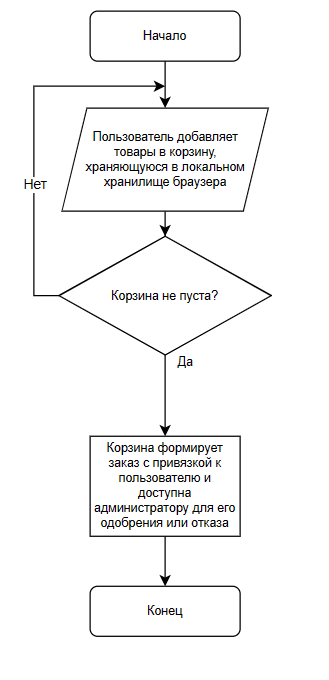 Начало
Пользователь добавляет
товары в корзину,
храняющуюся в локальном
хранилище браузера
Нет
Корзина не пуста?
Да
Корзина формирует
заказ с привязкой к
пользователю и
доступна
администратору для его
одобрения или отказа
Конец